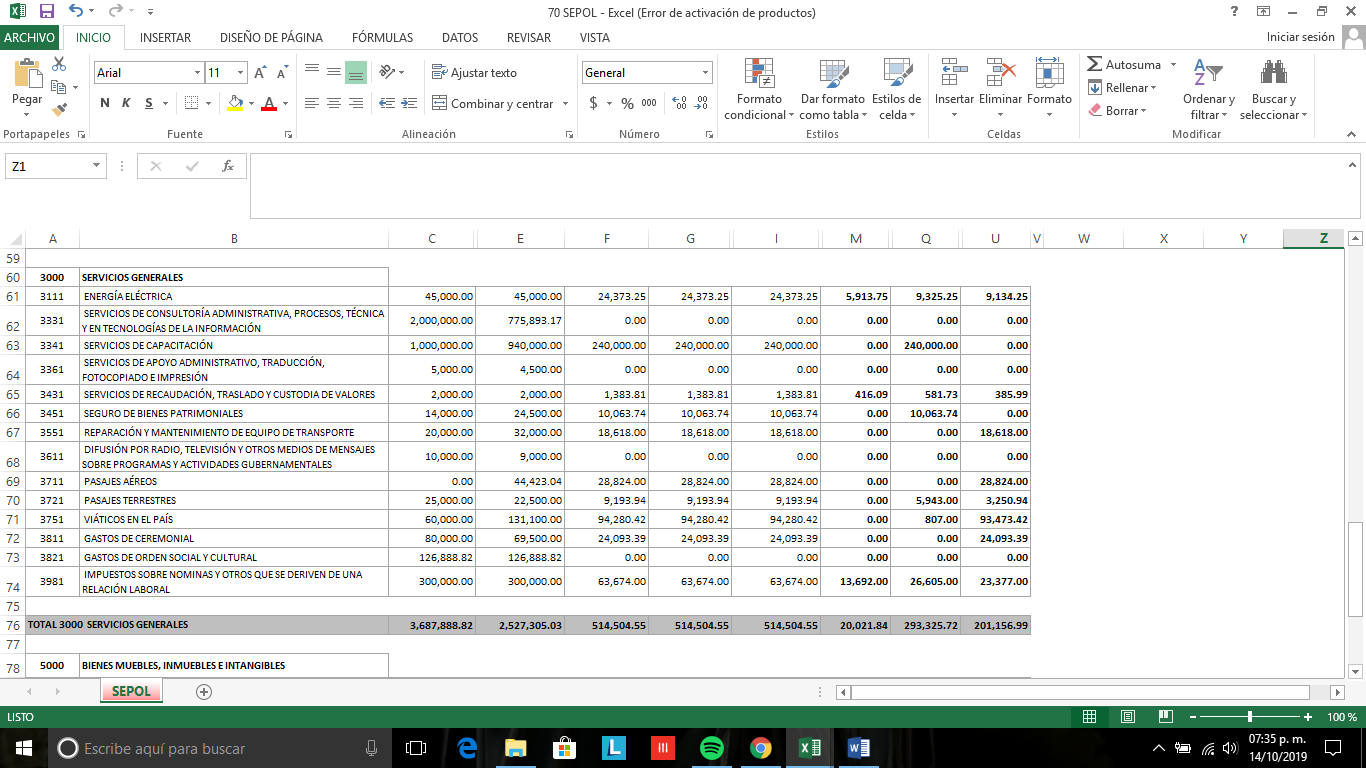 70 SEPOL - Excel (Error de activación de productos)
ARCHIVO INICIO INSERTAR DISEÑO DE PÁGINA FÓRMULAS DATOS REVISAR VISTA Iniciar sesión
Pegar
Portapapeles
Arial 11
N K S A
Fuente
Ajustar texto
Combinar y centrar
Alineación
General
$ % 000
Número
Formato condicional
Dar formato como tabla
Estilos de celda
Estilos
Insertar Eliminar Formato
Celdas
Autosuma
Rellenar
Borrar
Ordenar y filtrar
Buscar y seleccionar
Modificar
Z1 fx
A B C E F G I M Q U V W X Y Z
59
60 3000 SERVICIOS GENERALES
61 3111 ENERGÍA ELÉCTRICA 45,000.00 45,000.00 24,373.25 24,373.25 24,373.25 5,913.75 9,325.25 9,134.25
62 3331 SERVICIOS DE CONSULTORÍA ADMINISTRATIVA, PROCESOS, TÉCNICA
Y EN TECNOLOGÍAS DE LA INFORMACIÓN 2,000,000.00 775,893.17 0.00 0.00 0.00 0.00 0.00 0.00
63 3341 SERVICIOS DE CAPACITACIÓN 1,000,000.00 940,000.00 240,000.00 240,000.00 240,000.00 0.00 240,000.00 0.00
64 3361 SERVICIOS DE APOYO ADMINISTRATIVO, TRADUCCIÓN,
FOTOCOPIADO E IMPRESIÓN 5,000.00 4,500.00 0.00 0.00 0.00 0.00 0.00 0.00
65 3431 SERVICIOS DE RECAUDACIÓN, TRASLADO Y CUSTODIA DE VALORES 2,000.00 2,000.00 1,383.81 1,383.81 1,383.81 416.09 581.73 385.99
66 3451 SEGURO DE BIENES PATRIMONIALES 14,000.00 24,500.00 10,063.74 10,063.74 10,063.74 0.00 10,063.74 0.00
67 3551 REPARACIÓN Y MANTENIMIENTO DE EQUIPO DE TRANSPORTE 20,000.00 32,000.00 18,618.00 18,618.00 18,618.00 0.00 0.00 18,618.00
68 3611 DIFUSIÓN POR RADIO, TELEVISIÓN Y OTROS MEDIOS DE MENSAJES
SOBRE PROGRAMAS Y ACTIVIDADES GUBERNAMENTALES 10,000.00 9,000.00 0.00 0.00 0.00 0.00 0.00 0.00
69 3711 PASAJES AÉREOS 0.00 44,423.04 28,824.00 28,824.00 28,824.00 0.00 0.00 28,824.00
70 3721 PASAJES TERRESTRES 25,000.00 22,500.00 9,193.94 9,193.94 9,193.94 0.00 5,943.00 3,250.94
71 3751 VIÁTICOS EN EL PAÍS 60,000.00 131,100.00 94,280.42 94,280.42 94,280.42 0.00 807.00 93,473.42
72 3811 GASTOS DE CEREMONIAL 80,000.00 69,500.00 24,093.39 24,093.39 24,093.39 0.00 0.00 24,093.39
73 3821 GASTOS DE ORDEN SOCIAL Y CULTURAL 126,888.82 126,888.82 0.00 0.00 0.00 0.00 0.00 0.00
74 3981 IMPUESTOS SOBRE NOMINAS Y OTROS QUE SE DERIVEN DE UNA
RELACIÓN LABORAL 300,000.00 300,000.00 63,674.00 63,674.00 63,674.00 13,692.00 26,605.00 23,377.00
75
76 TOTAL 3000 SERVICIOS GENERALES 3,687,888.82 2,527,305.03 514,504.55 514,504.55 514,504.55 20,021.84 293,325.72 201,156.99
77
78 5000 BIENES MUEBLES, INMUEBLES E INTANGIBLES
SEPOL
LISTO 100 %
Escribe aquí para buscar
07:35 p. m.
14/10/2019